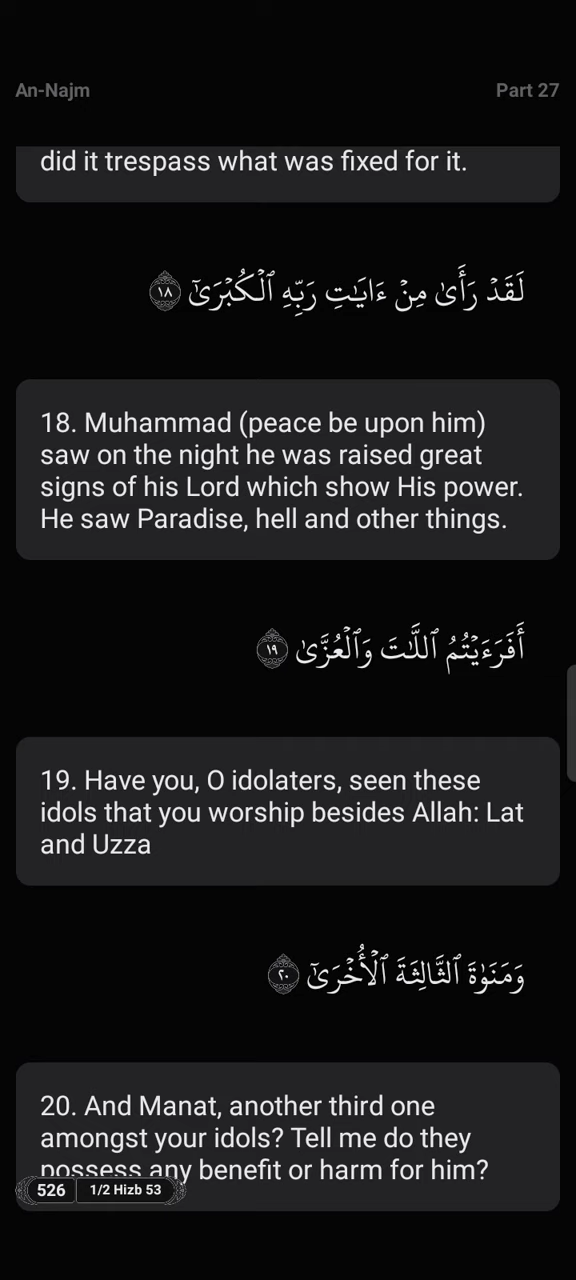 An-Najm
Part 27
did it trespass what was fixed for it.
لَقَدۡ رَأَىٰ مِنۡ ءَايَٰتِ رَبِّهِ ٱلۡكُبۡرَىٰٓ ١٨
18. Muhammad (peace be upon him)
saw on the night he was raised great
signs of his Lord which show His power.
He saw Paradise, hell and other things.
أَفَرَءَيۡتُمُ ٱللَّٰتَ وَٱلۡعُزَّىٰ ١٩
19. Have you, O idolaters, seen these
idols that you worship besides Allah: Lat
and Uzza
وَمَنَوٰةَ ٱلثَّالِثَةَ ٱلۡأُخۡرَىٰٓ ٢٠
20. And Manat, another third one
amongst your idols? Tell me do they
possess any benefit or harm for him?
526
1/2 Hizb 53